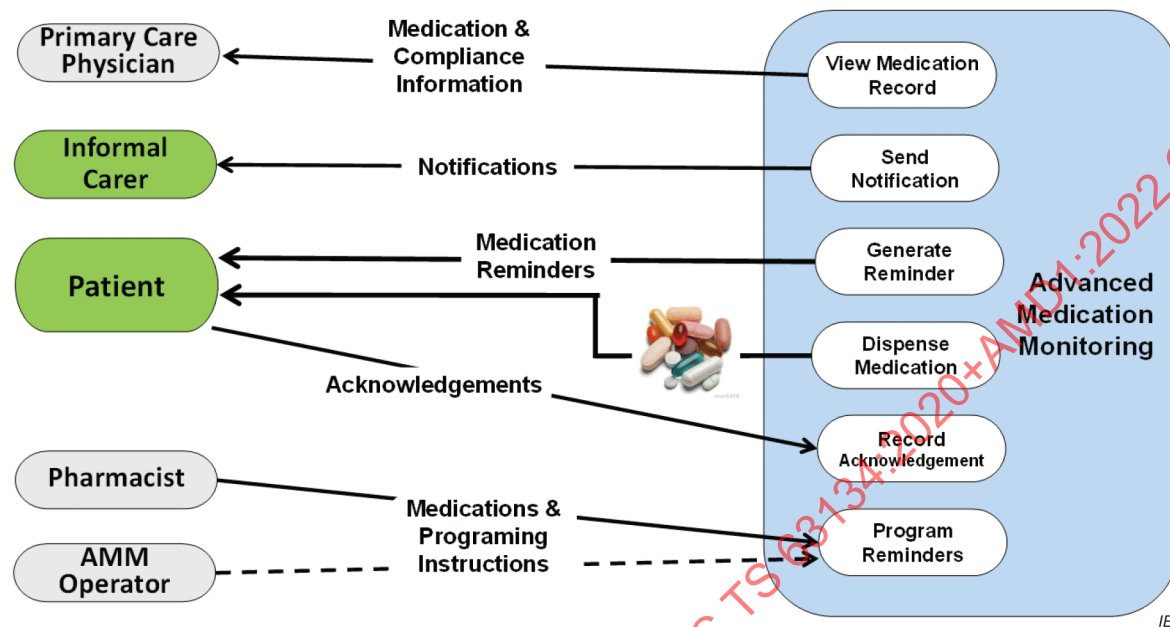 Primary Care
Physician
Medication &
Compliance
Information
View Medication
Record
Informal
Carer
Notifications
Send
Notification
Patient
Medication
Reminders
Generate
Reminder
Advanced
Medication
Monitoring
Dispense
Medication
Acknowledgements
Record
Acknowledgement
Pharmacist
Medications &
Programing
Instructions
Program
Reminders
AMM
Operator
TS 63134:2020+AMD1:2022